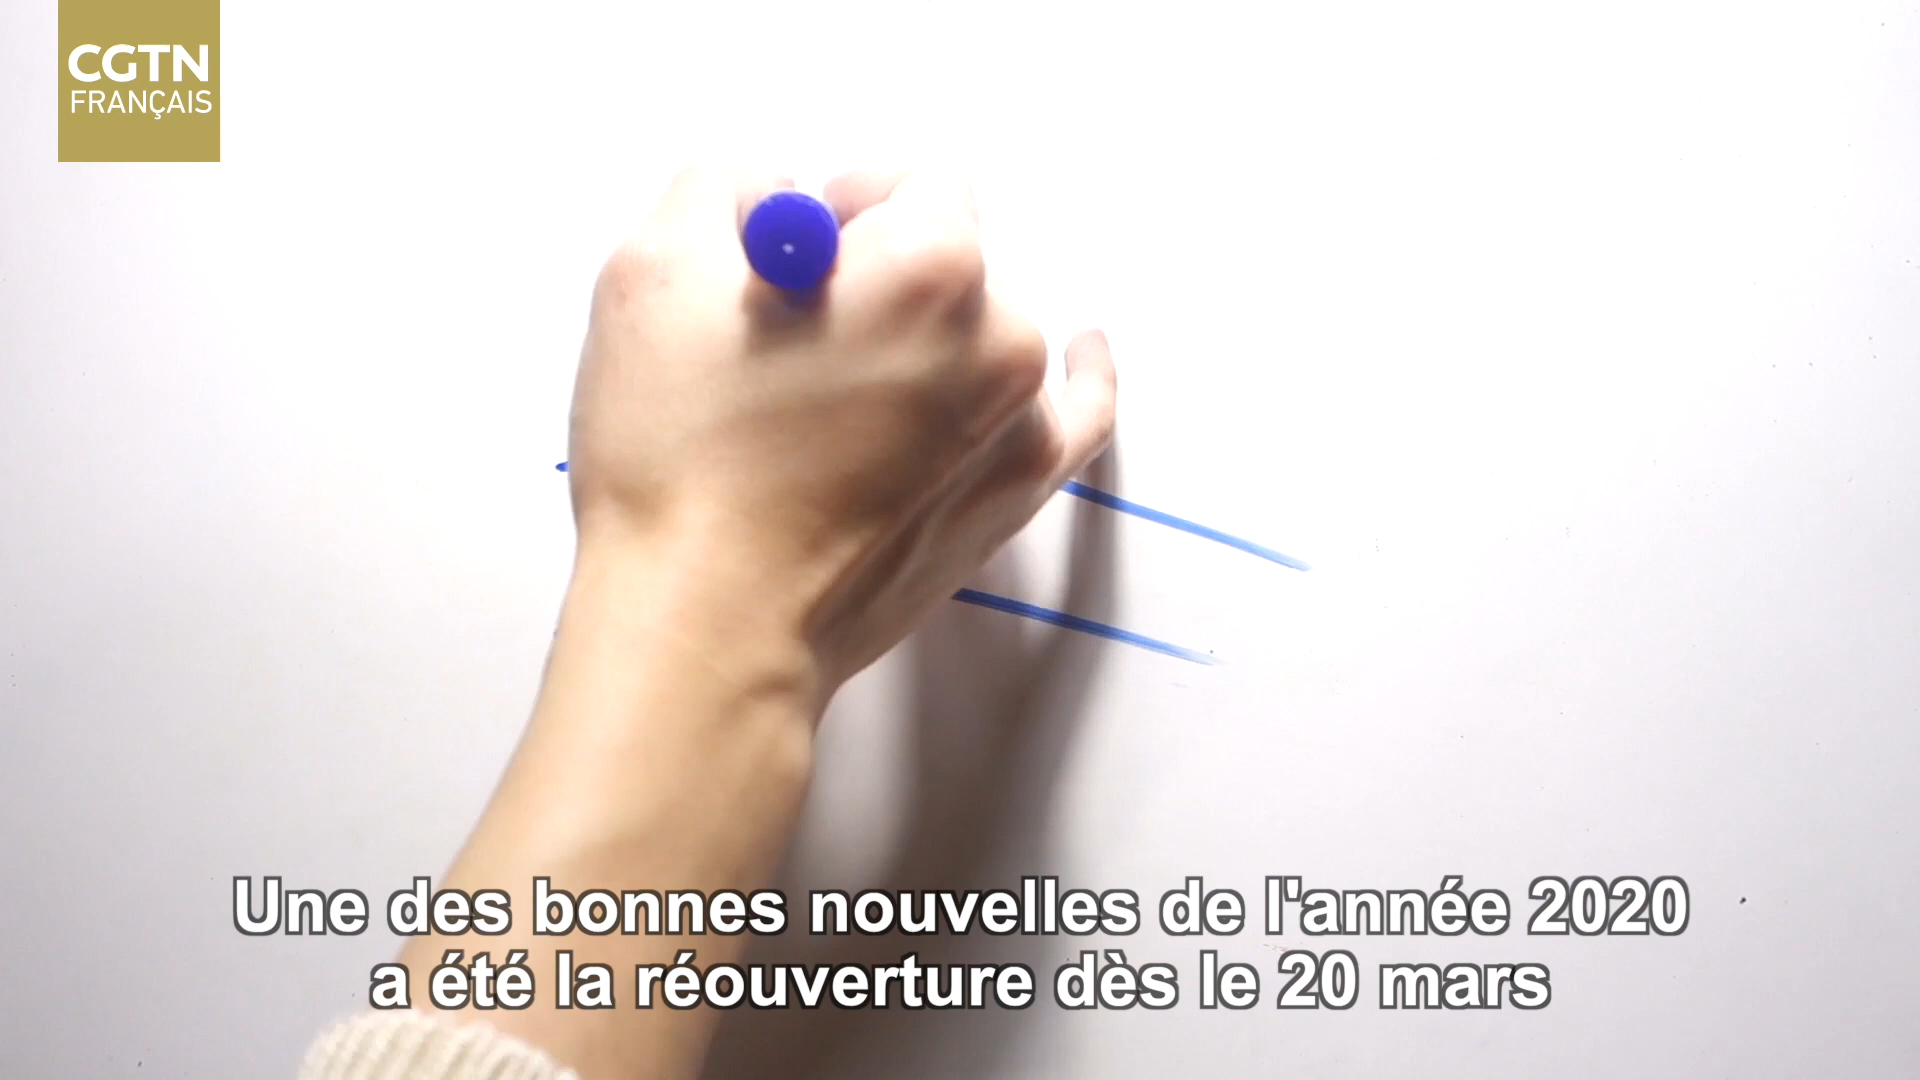 CGTN
FRANÇAIS
Une des bonnes nouvelles de l'année 2020
a été la réouverture dès le 20 mars